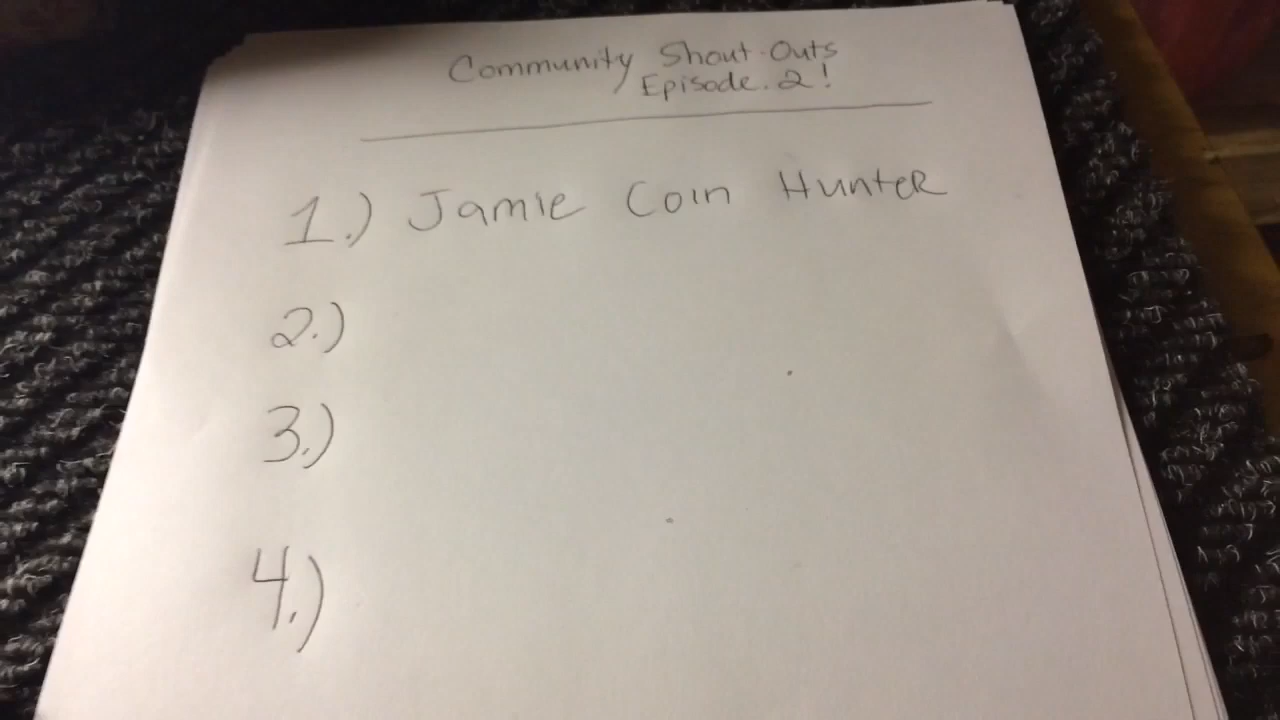 Community Shout-Outs
Episode. 2!
1.) Jamie Coin Hunter
2.)
3.)
4.)